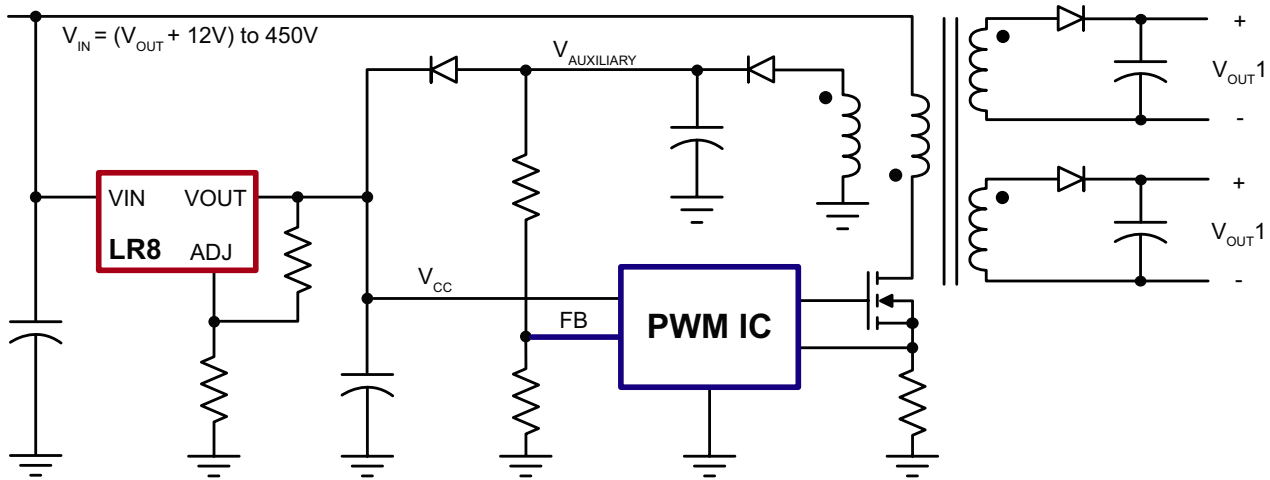 VIN = (VOUT + 12V) to 450V
VAUXILIARY
+
VOUT1
-
VIN VOUT
LR8 ADJ
+
VOUT1
-
VCC
FB
PWM IC